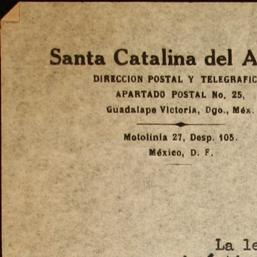 Santa Catalina del A
DIRECCION POSTAL Y TELEGRAFIC
APARTADO POSTAL No. 25,
Guadalupe Victoria, Dgo., Méx.
Motolinia 27, Desp. 105.
México, D. F.
La le